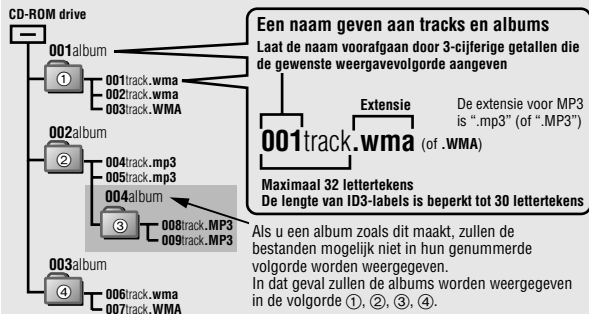 CD-ROM drive
001album
①
001track.wma
002track.wma
003track.WMA
002album
②
004track.mp3
005track.mp3
004album
③
008track.MP3
009track.MP3
003album
④
006track.wma
007track.WMA
Een naam geven aan tracks en albums
Laat de naam voorafgaan door 3-cijferige getallen die
de gewenste weergavevolgorde aangeven
Extensie
001track.wma (of .WMA)
De extensie voor MP3
is “.mp3” (of “.MP3”)
Maximaal 32 lettertekens
De lengte van ID3-labels is beperkt tot 30 lettertekens
Als u een album zoals dit maakt, zullen de
bestanden mogelijk niet in hun genummerde
volgorde worden weergegeven.
In dat geval zullen de albums worden weergegeven
in de volgorde ①, ②, ③, ④.